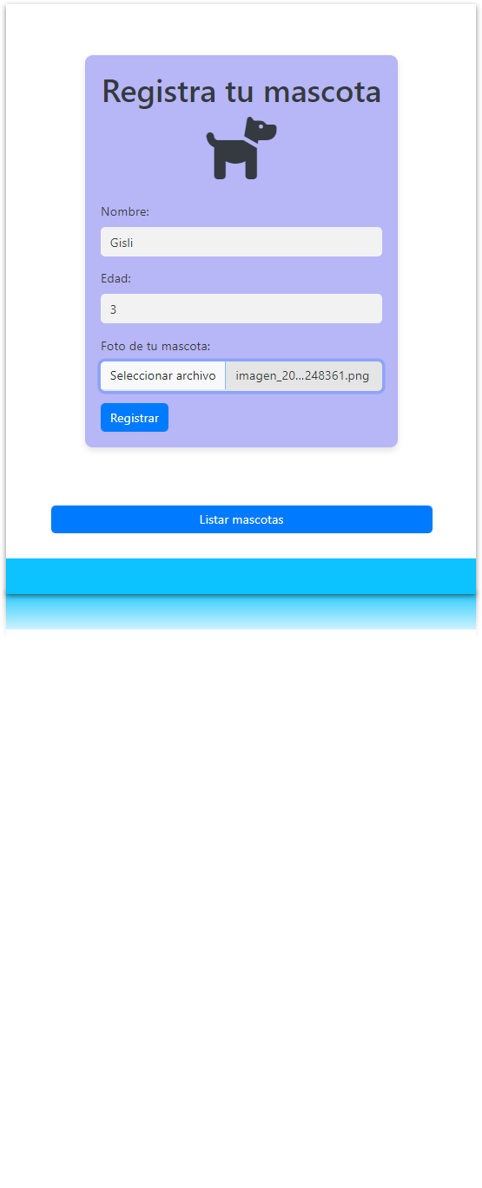 Registra tu mascota
Nombre:
Gisli
Edad:
3
Foto de tu mascota:
Seleccionar archivo imagen_20...248361.png
Registrar
Listar mascotas